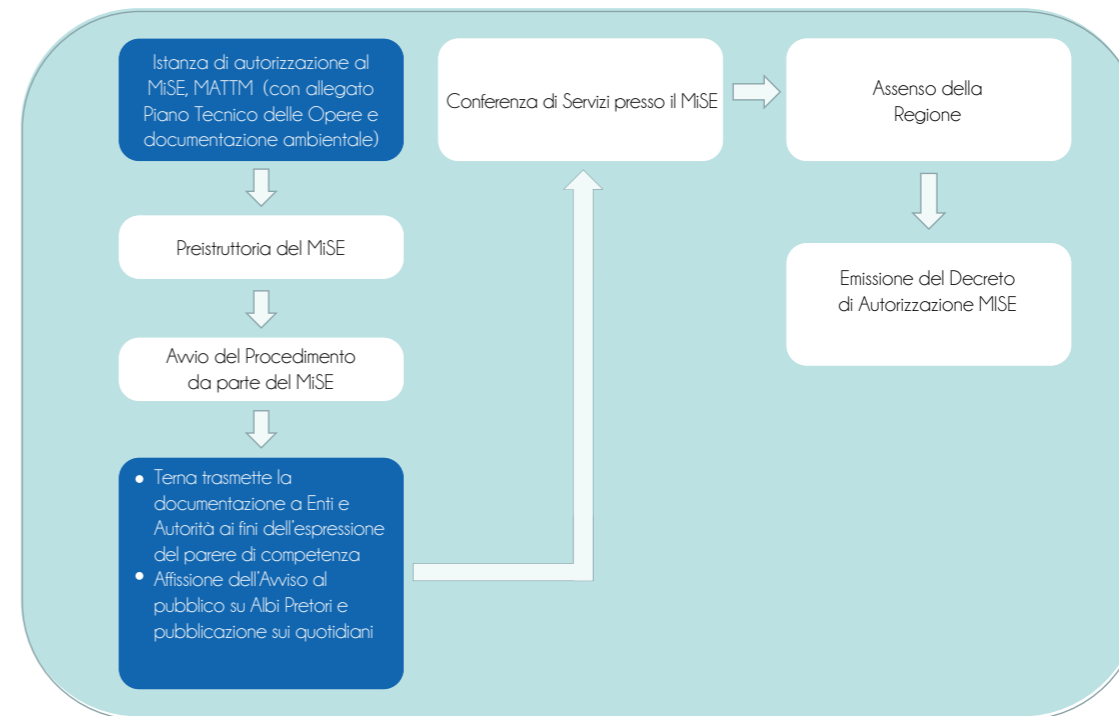 Istanza di autorizzazione al
MiSE, MATTM (con allegato
Piano Tecnico delle Opere e
documentazione ambientale)
Preistruttoria del MiSE
Avvio del Procedimento
da parte del MiSE
• Terna trasmette la
documentazione a Enti e
Autorità ai fini dell'espressione
del parere di competenza
• Affissione dell'Avviso al
pubblico su Albi Pretori e
pubblicazione sui quotidiani
Conferenza di Servizi presso il MiSE
Assenso della
Regione
Emissione del Decreto
di Autorizzazione MISE